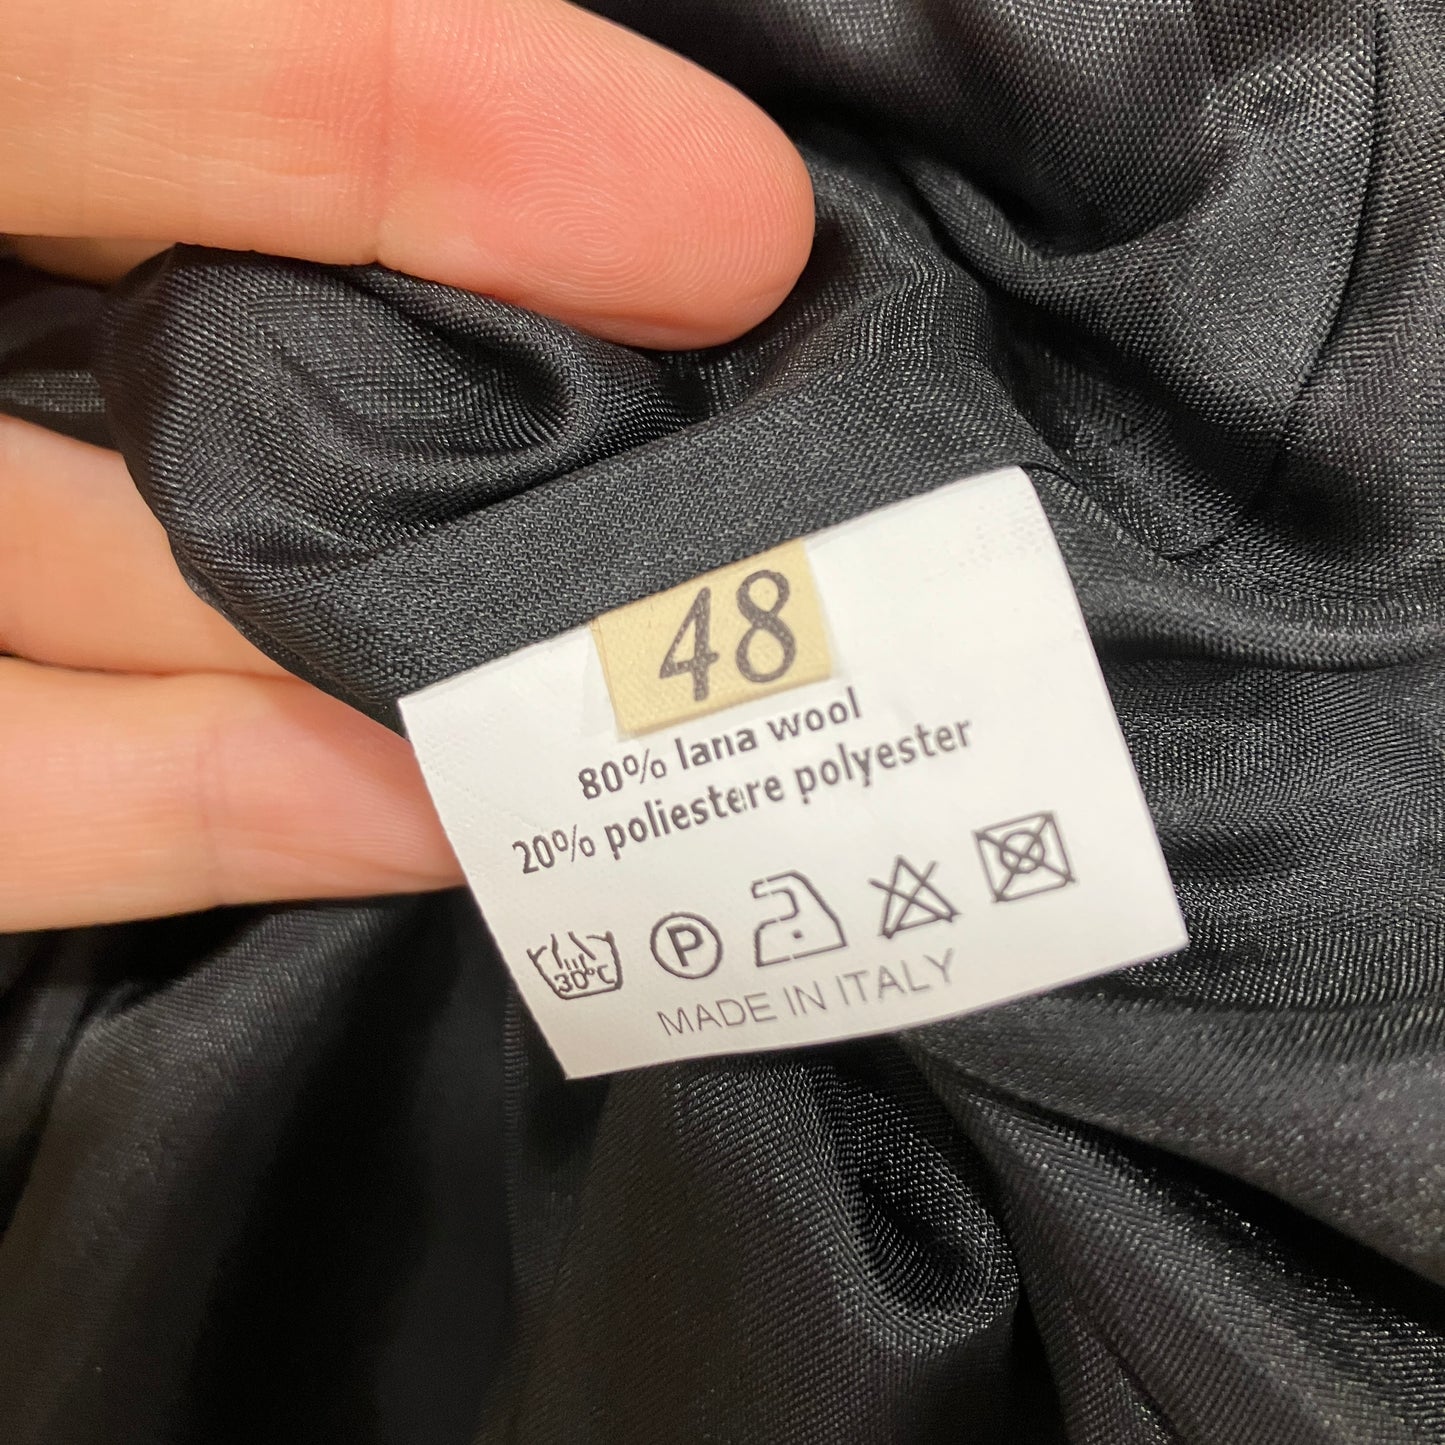 48
80% lana wool
20% poliestere polyester
30°C P
MADE IN ITALY